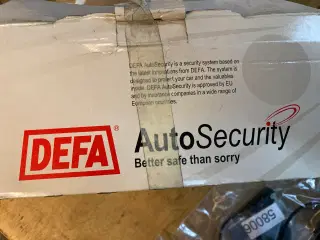 DEFA AutoSecurity is a security system based on
the latest innovations from DEFA. The system is
designed to protect your car and the valuables
inside. DEFA AutoSecurity is approved by EU
and by insurance companies in a wide range of
European countries.
DEFA®
AutoSecurity
Better safe than sorry
58006